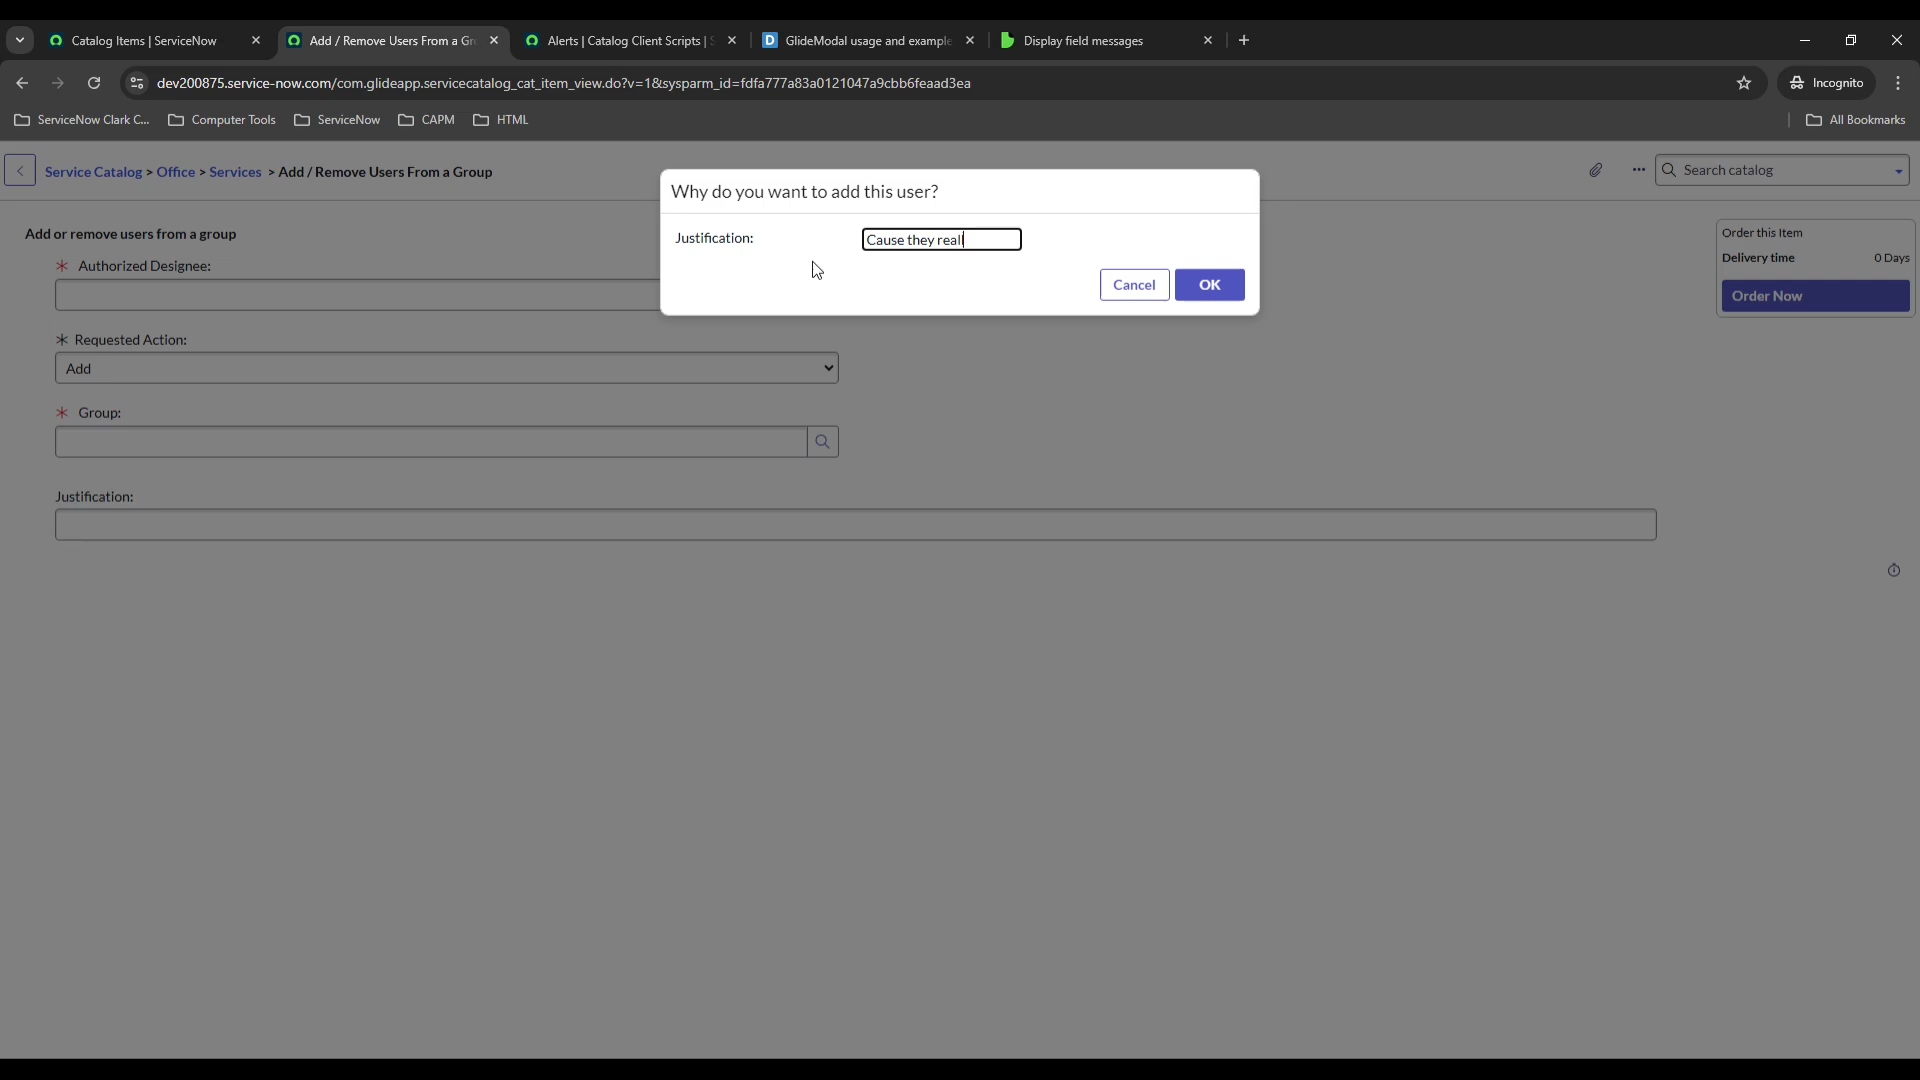 Catalog Items | ServiceNow
Add / Remove Users From a Gr
Alerts | Catalog Client Scripts |
D
GlideModal usage and example
Display field messages
dev200875.service-now.com/com.glideapp.servicecatalog_cat_item_view.do?v=1&sysparm_id=fdfa777a83a0121047a9cbb6feaad3ea
Incognito
ServiceNow Clark C...
Computer Tools
ServiceNow
CAPM
HTML
All Bookmarks
Service Catalog > Office > Services > Add / Remove Users From a Group
Search catalog
Why do you want to add this user?
Justification:
Cause they reall
Cancel
OK
Add or remove users from a group
Authorized Designee:
Requested Action:
Add
Group:
Justification:
Order this Item
Delivery time
0 Days
Order Now